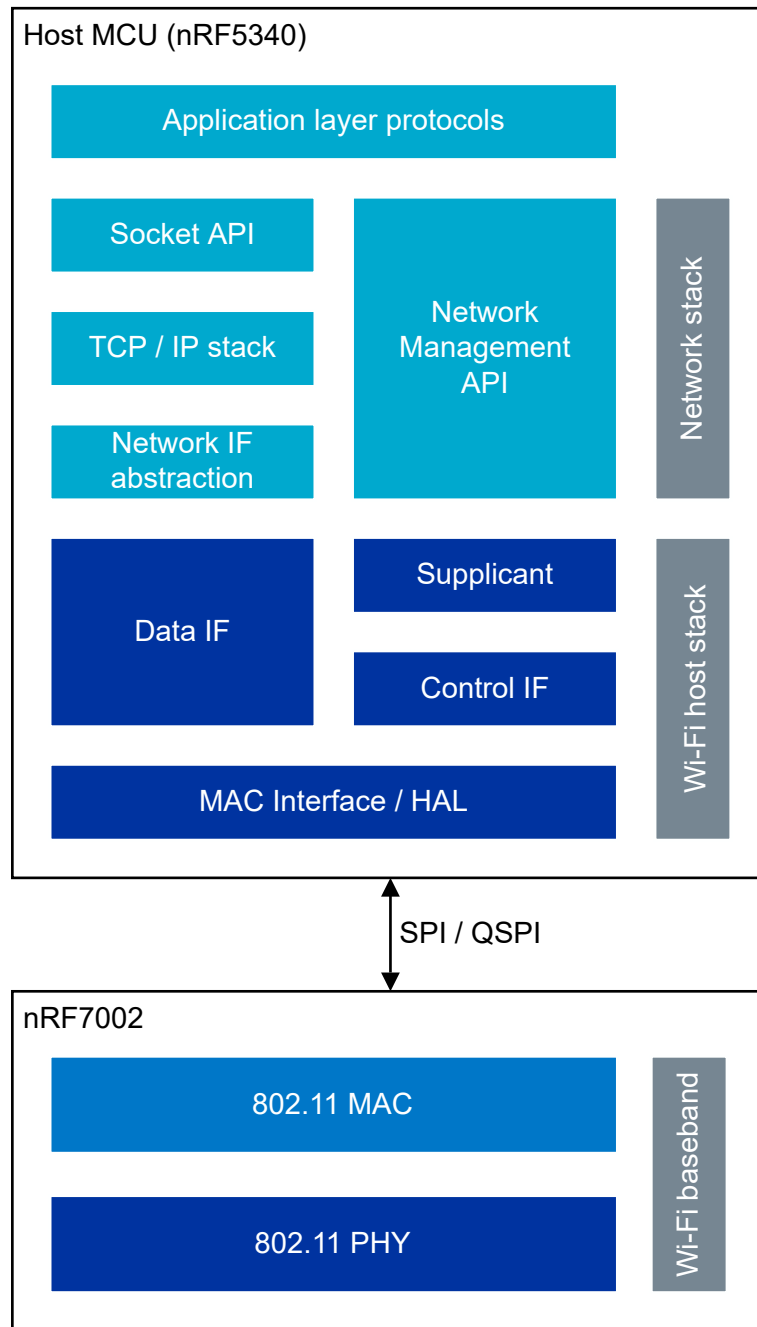 Host MCU (nRF5340)
Application layer protocols
Socket API
TCP / IP stack
Network IF
abstraction
Network
Management
API
Network stack
Data IF
Supplicant
Control IF
MAC Interface / HAL
Wi-Fi host stack
SPI / QSPI
nRF7002
802.11 MAC
802.11 PHY
Wi-Fi baseband